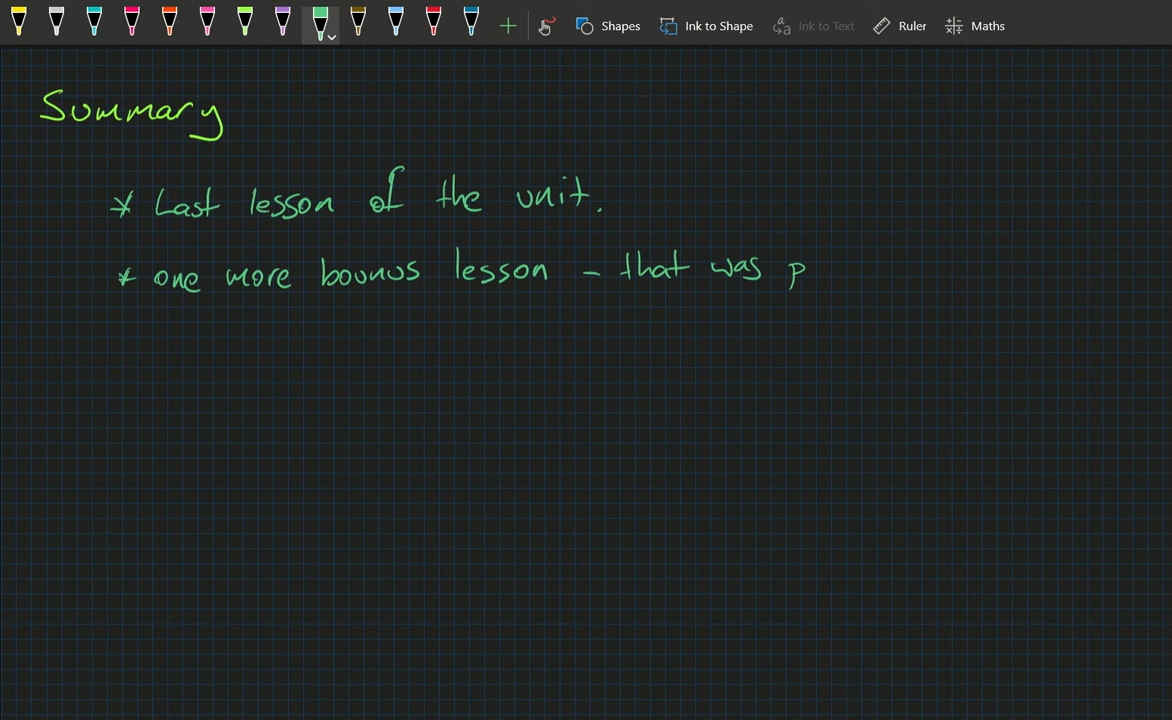 Shapes Ink to Shape Ink to Text Ruler Maths
Summary
* Last lesson of the unit.
* one more bounus lesson - that was p